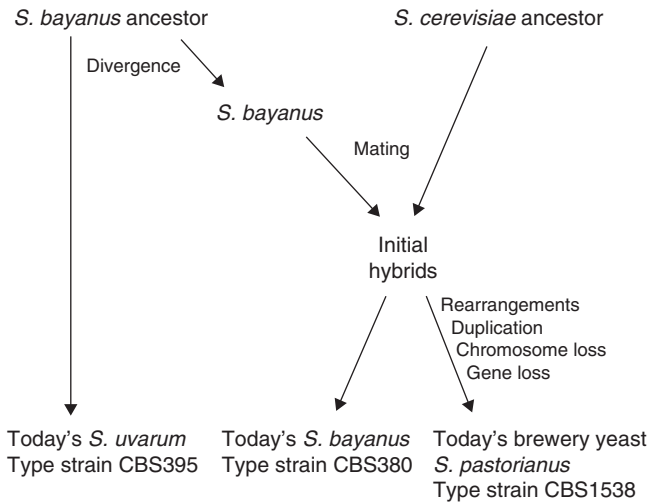 S. bayanus ancestor
S. cerevisiae ancestor
Divergence
S. bayanus
Mating
Initial
hybrids
Rearrangements
Duplication
Chromosome loss
Gene loss
Today's S. uvarum
Type strain CBS395
Today's S. bayanus
Type strain CBS380
Today's brewery yeast
S. pastorianus
Type strain CBS1538